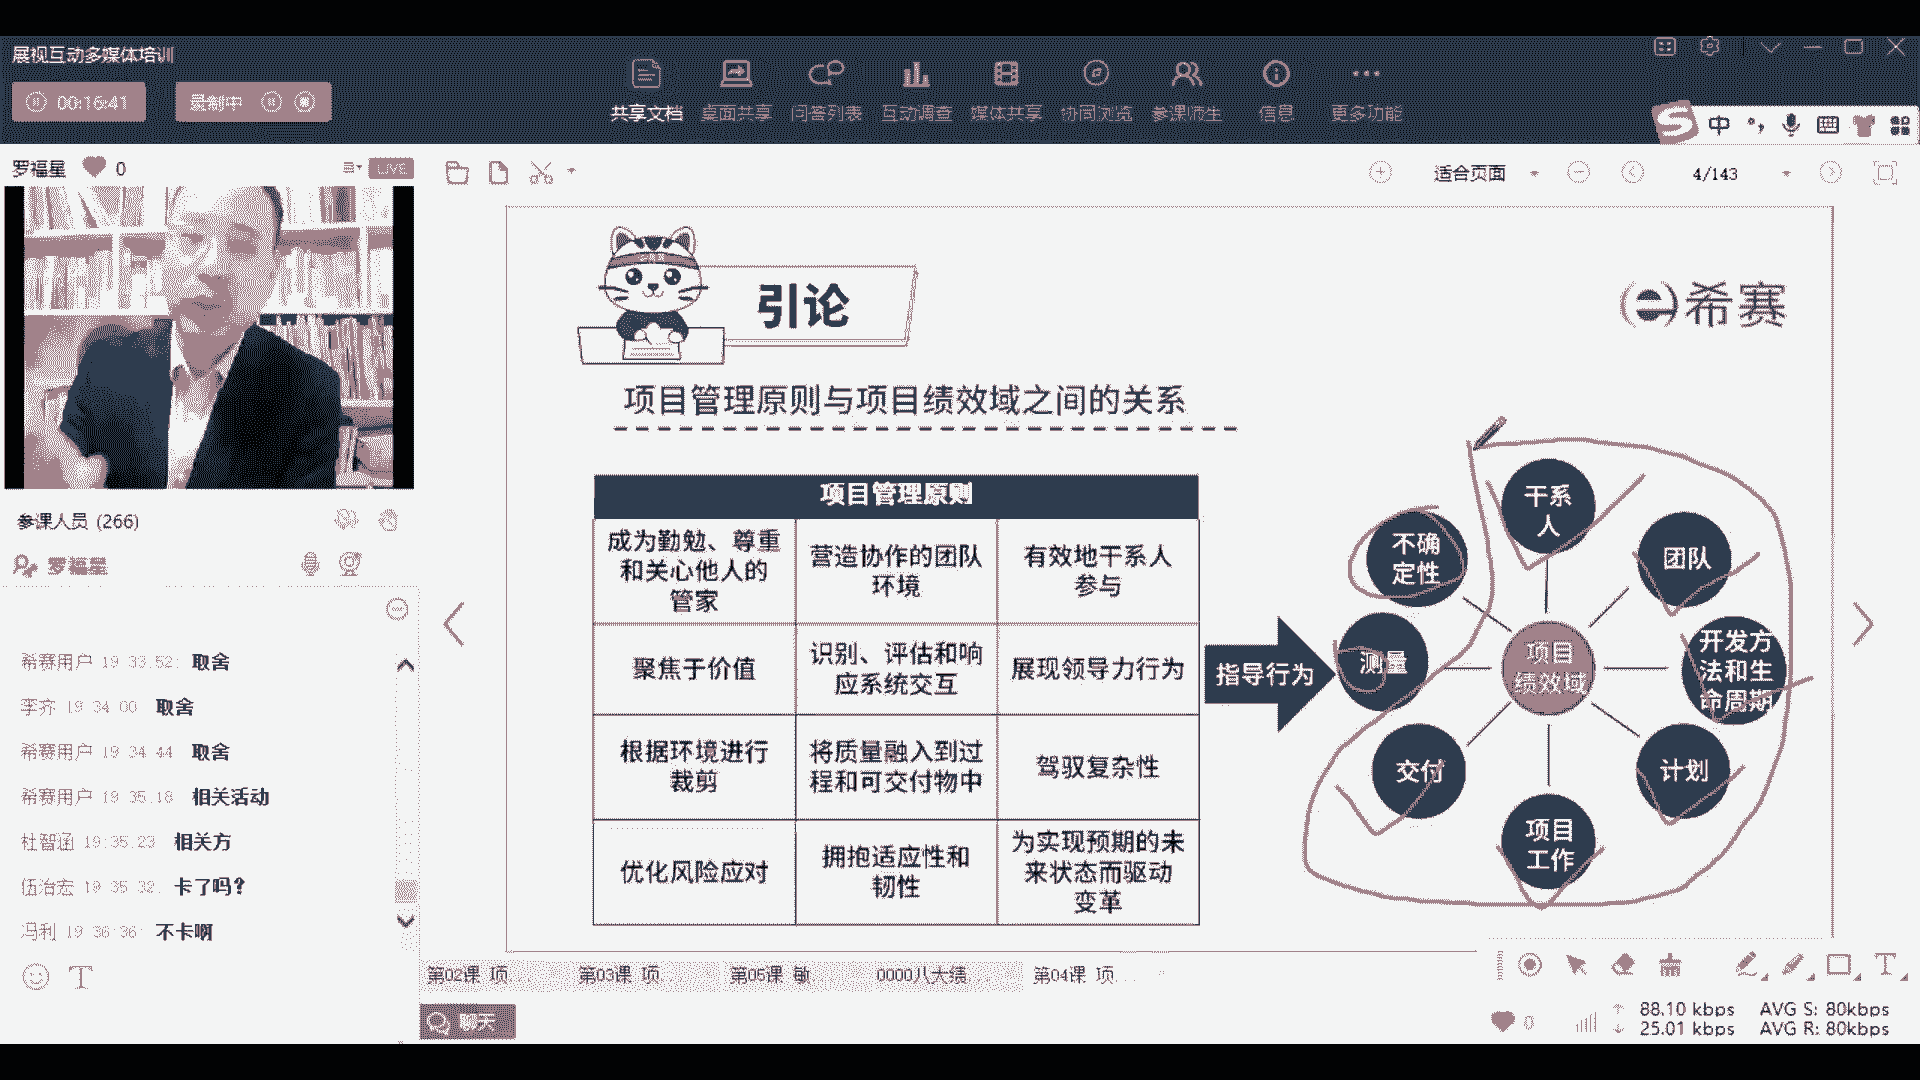 展视互动多媒体培训
00:16:41
录制中
共享文档
桌面共享
问答列表
互动调查
媒体共享
协同浏览
参课师生
信息
更多功能
中
罗福星
0
LIVE
适合页面
4/143
参课人员 (266)
罗福星
希赛用户 19:33:52: 取舍
李齐 19:34:00: 取舍
希赛用户 19:34:44: 取舍
希赛用户 19:35:18: 相关活动
杜智涵 19:35:23: 相关方
伍冶宏 19:35:32: 卡了吗?
冯利 19:36:36: 不卡啊
引论
希赛
项目管理原则与项目绩效域之间的关系
项目管理原则
成为勤勉、尊重
和关心他人的
管家
营造协作的团队
环境
有效地干系人
参与
聚焦于价值
识别、评估和响
应系统交互
展现领导力行为
根据环境进行
裁剪
将质量融入到过
程和可交付物中
驾驭复杂性
优化风险应对
拥抱适应性和
韧性
为实现预期的未
来状态而驱动
变革
指导行为
项目
绩效域
干系
人
团队
开发方
法和生
命周期
计划
项目
工作
交付
测量
不确
定性
第02课 项
第03课 项
第05课 敏
0000八大绩
第04课 项
聊天
0
88.10 kbps
AVG S: 80kbps
25.01 kbps
AVG R: 80kbps